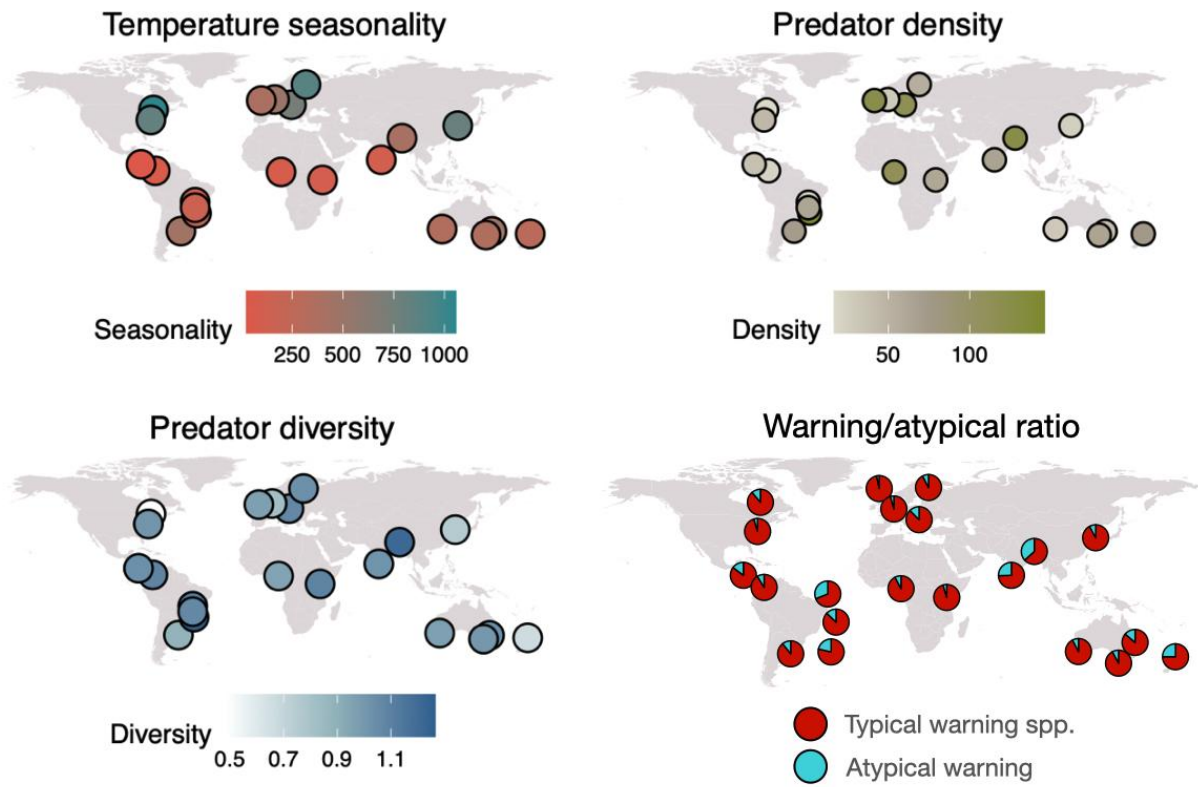 Temperature seasonality
Predator density
Seasonality
250 500 750 1000
Density
50 100
Predator diversity
Warning/atypical ratio
Diversity
0.5 0.7 0.9 1.1
Typical warning spp.
Atypical warning